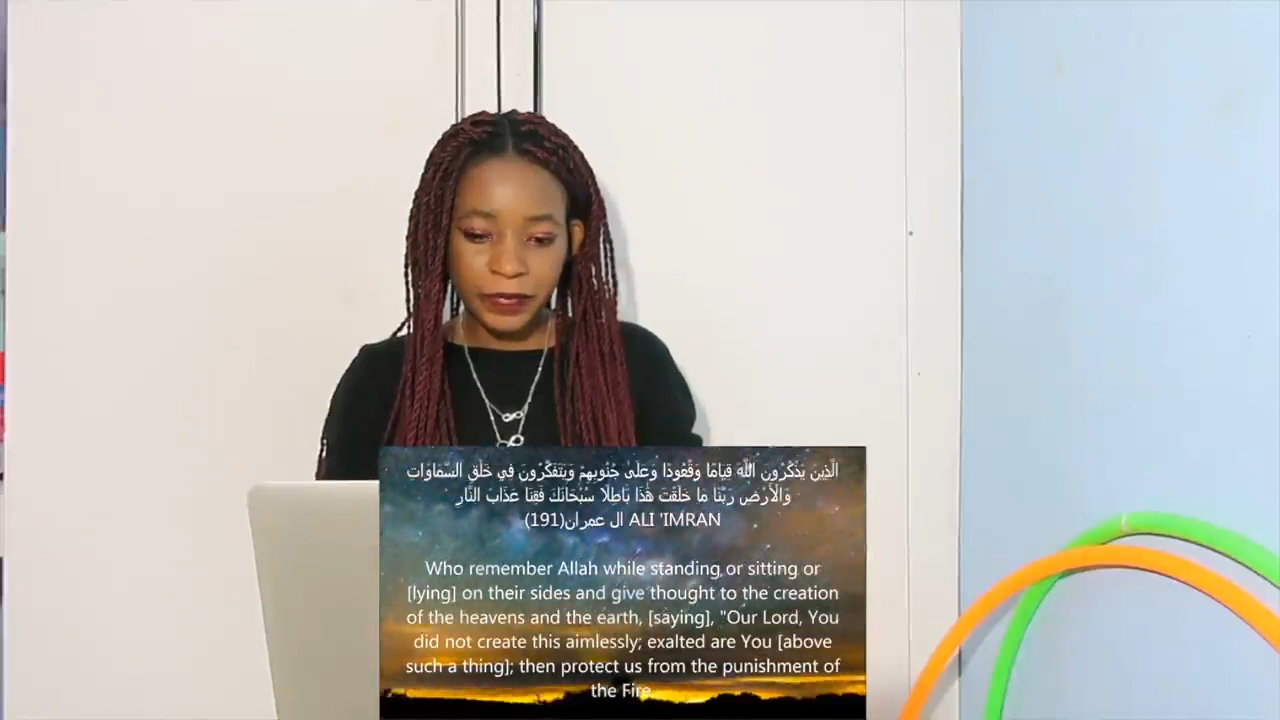 الَّذِينَ يَذْكُرُونَ اللَّهَ قِيَامًا وَقُعُودًا وَعَلَىٰ جُنُوبِهِمْ وَيَتَفَكَّرُونَ فِي خَلْقِ السَّمَاوَاتِ
وَالْأَرْضِ رَبَّنَا مَا خَلَقْتَ هَٰذَا بَاطِلًا سُبْحَانَكَ فَقِنَا عَذَابَ النَّارِ
(191)ال عمران ALI 'IMRAN
Who remember Allah while standing or sitting or
[lying] on their sides and give thought to the creation
of the heavens and the earth, [saying], "Our Lord, You
did not create this aimlessly; exalted are You [above
such a thing]; then protect us from the punishment of
the Fire.